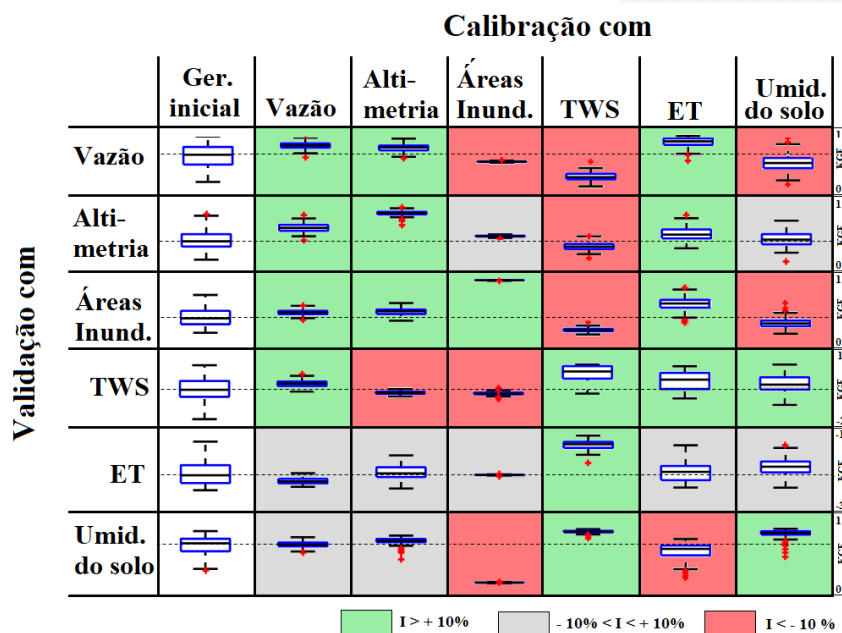 Calibração com
Ger.
inicial
Vazão
Alti-
metria
Áreas
Inund.
TWS
ET
Umid.
do solo
Validação com
Vazão
Alti-
metria
Áreas
Inund.
TWS
ET
Umid.
do solo
I > + 10%
- 10% < I < + 10%
I < - 10 %